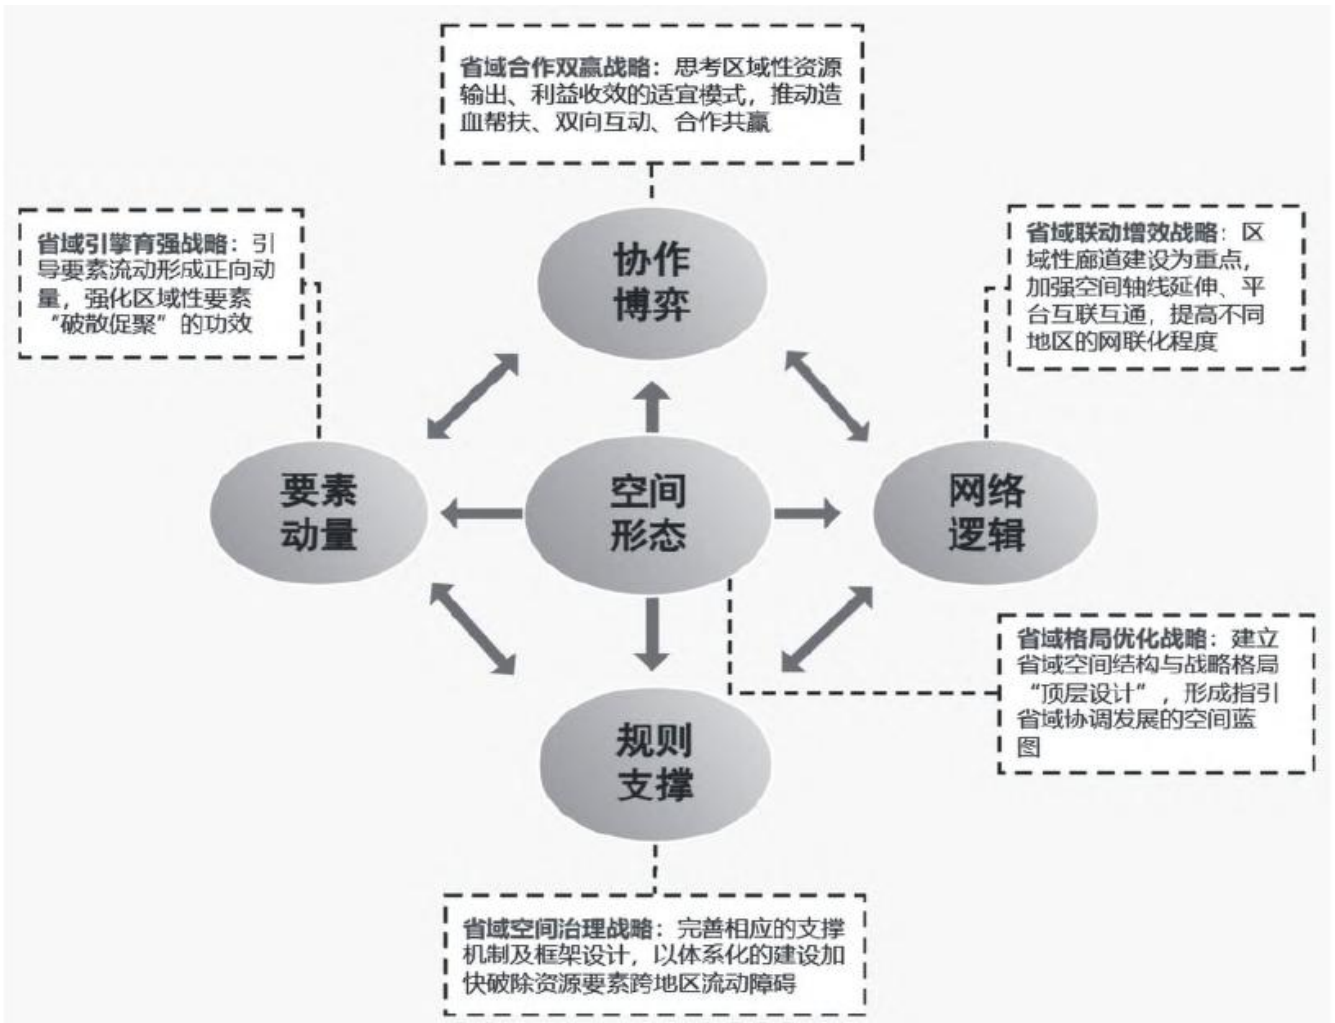 省域合作双赢战略：思考区域性资源
输出、利益收效的适宜模式，推动造
血帮扶、双向互动、合作共赢
省域引擎育强战略：引
导要素流动形成正向动
量，强化区域性要素
“破散促聚”的功效
省域联动增效战略：区
域性廊道建设为重点，
加强空间轴线延伸、平
台互联互通，提高不同
地区的网联化程度
协作
博弈
要素
动量
空间
形态
网络
逻辑
规则
支撑
省域格局优化战略：建立
省域空间结构与战略格局
“顶层设计”，形成指引
省域协调发展的空间蓝
图
省域空间治理战略：完善相应的支撑
机制及框架设计，以体系化的建设加
快破除资源要素跨地区流动障碍